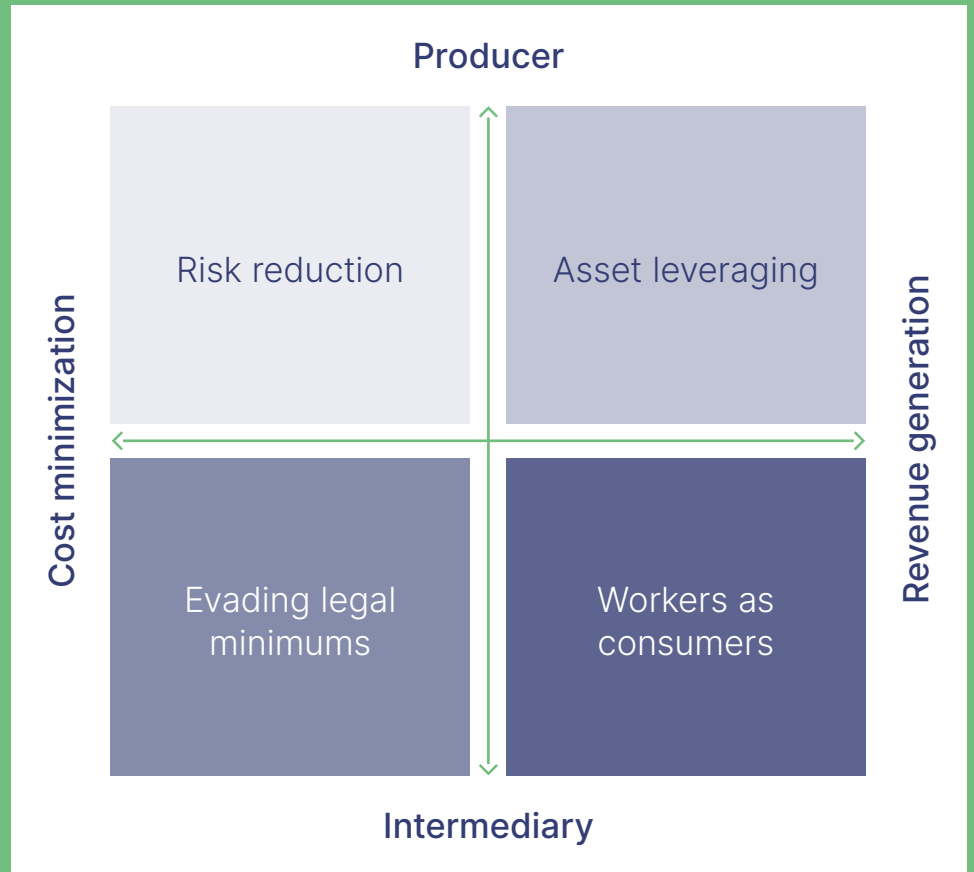 Producer
Risk reduction
Asset leveraging
Cost minimization
Revenue generation
Evading legal
minimums
Workers as
consumers
Intermediary